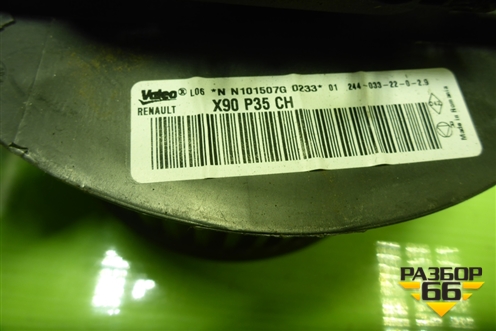 Valeo® L06 *N N101507G 0233* 01 244-033-22-0-2.9
RENAULT X90 P35 CH
Made in Romania
РАЗБОР
66